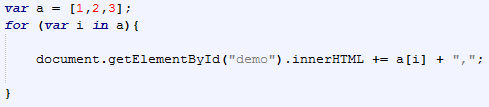 var a = [1,2,3];
for (var i in a){
document.getElementById("demo").innerHTML += a[i] + ",";
}